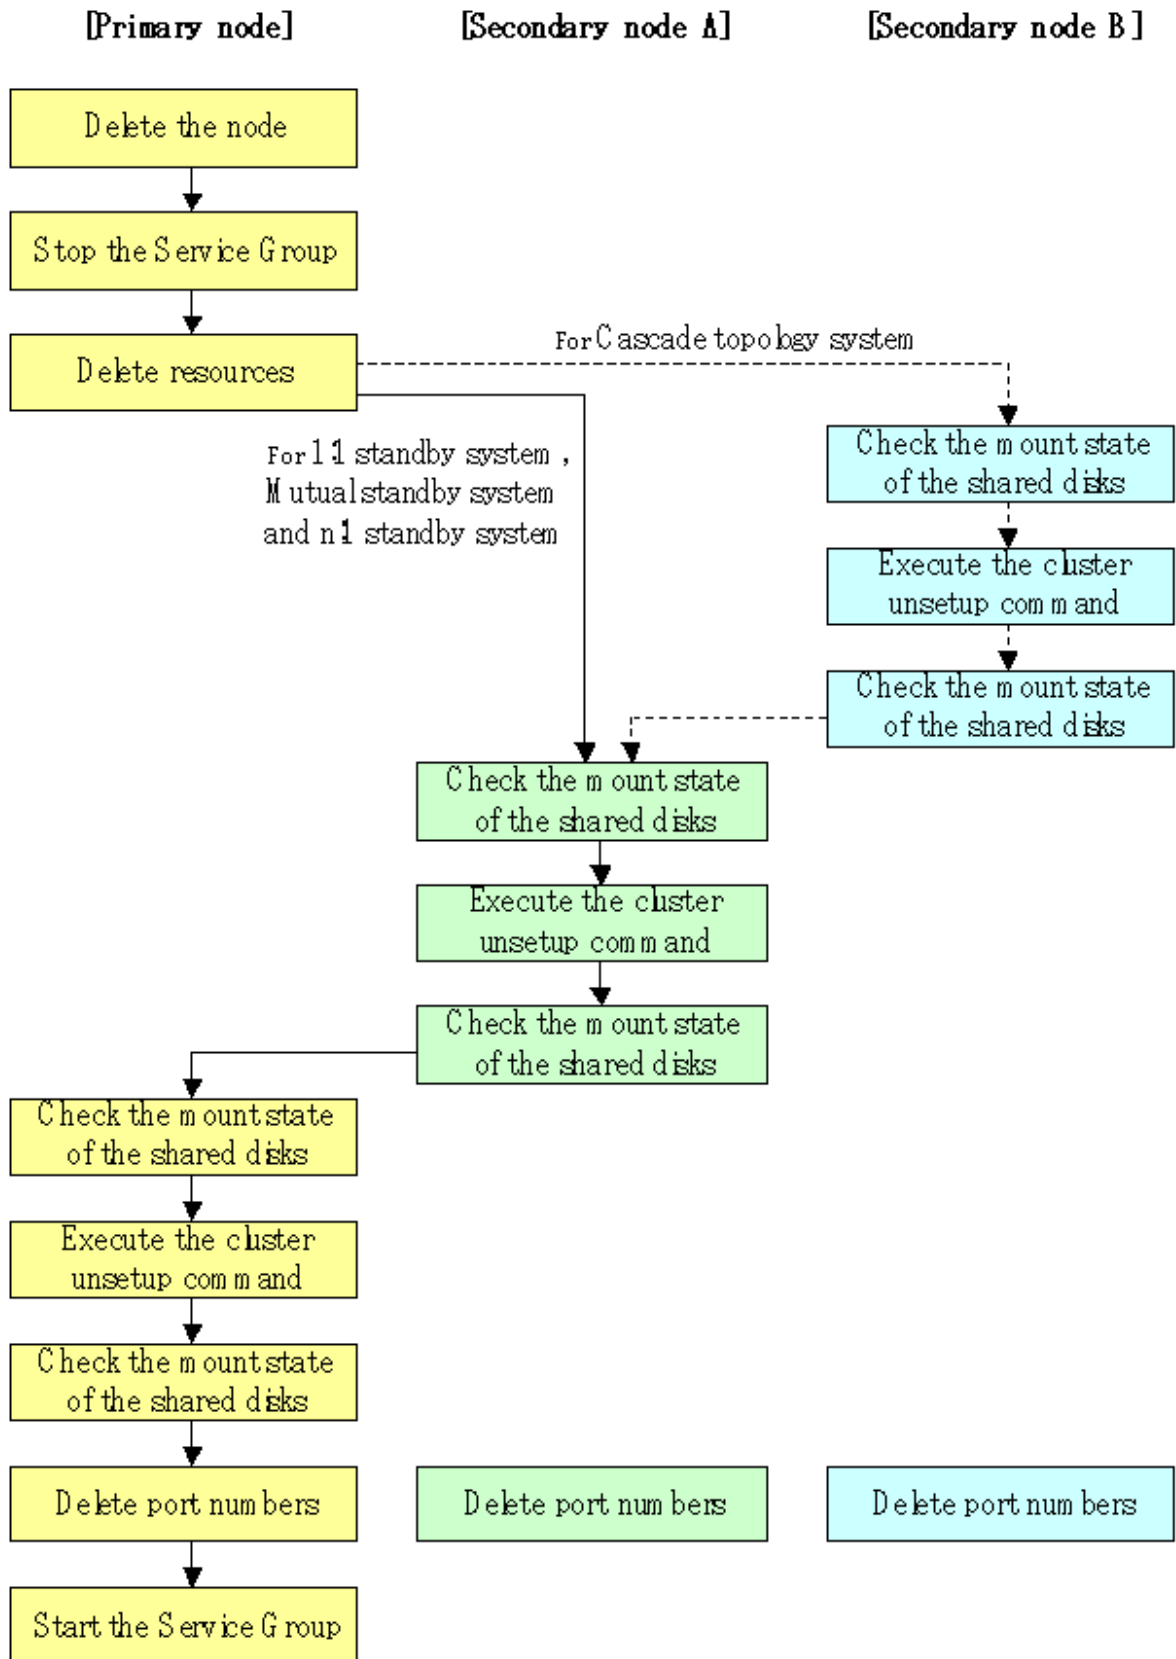 [Primary node]
[Secondary node A]
[Secondary node B]
Delete the node
Stop the Service Group
Delete resources
For Cascade topology system
For 1:1 standby system ,
Mutual standby system
and n:1 standby system
Check the mount state
of the shared disks
Execute the cluster
unsetup command
Check the mount state
of the shared disks
Check the mount state
of the shared disks
Execute the cluster
unsetup command
Check the mount state
of the shared disks
Check the mount state
of the shared disks
Execute the cluster
unsetup command
Check the mount state
of the shared disks
Delete port numbers
Delete port numbers
Delete port numbers
Start the Service Group